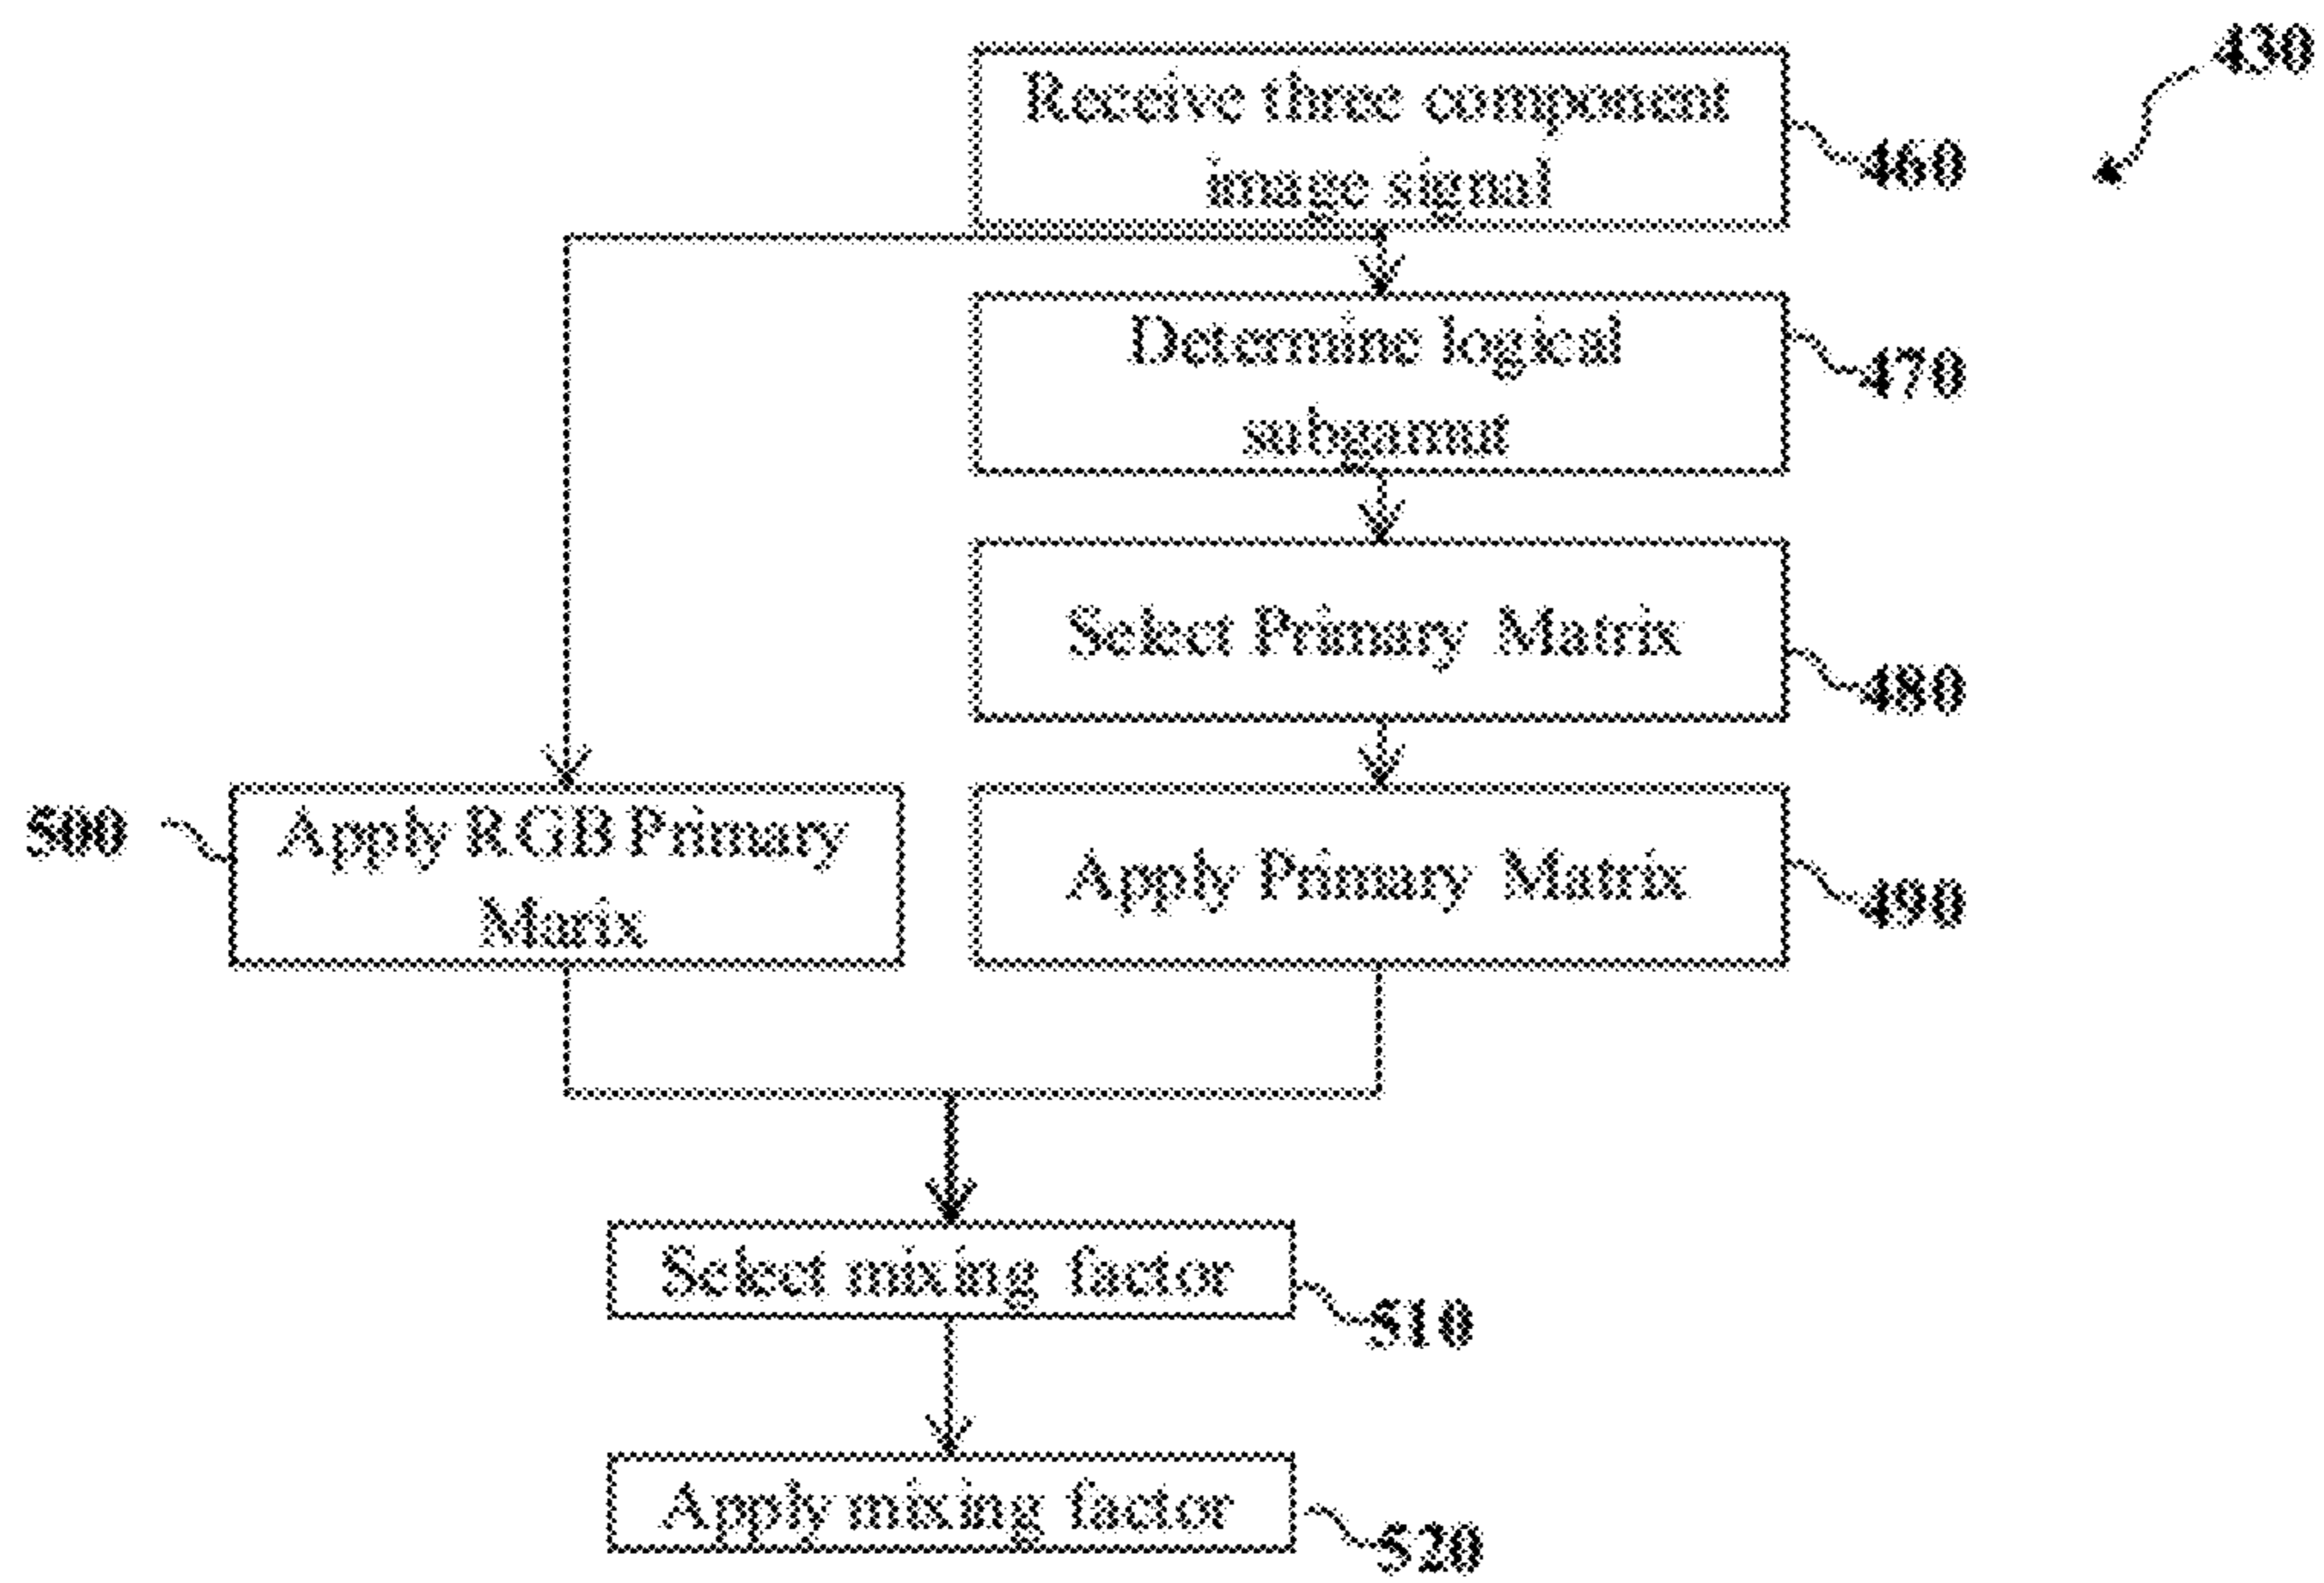 430
Receive three component
image signal
460
Determine logical
subgamut
470
Select Primary Matrix
480
500
Apply RGB Primary
Marix
Apply Primary Matrix
490
Select mixing factor
510
Apply mixing factor
520